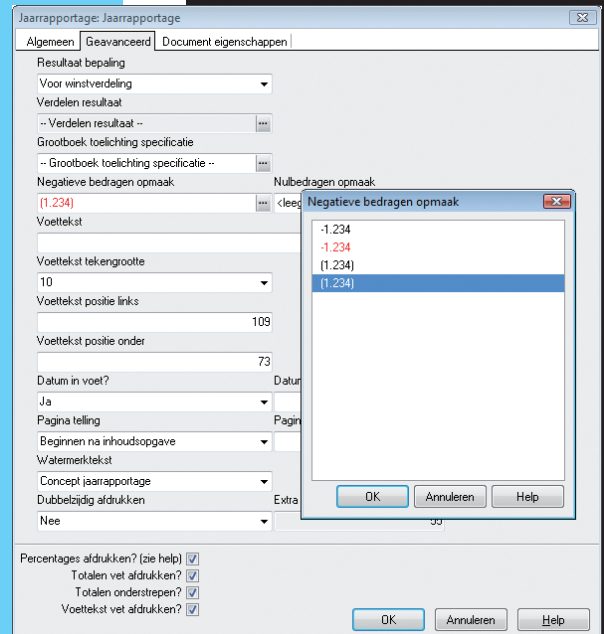 Jaarrapportage: Jaarrapportage
Algemeen Geavanceerd Document eigenschappen
Resultaat bepaling
Voor winstverdeling
Verdelen resultaat
-- Verdelen resultaat --
Grootboek toelichting specificatie
-- Grootboek toelichting specificatie --
Negatieve bedragen opmaak Nulbedragen opmaak
(1.234) <leeg
Voettekst
Voettekst tekengrootte
10
Voettekst positie links
109
Voettekst positie onder
73
Datum in voet? Datur
Ja
Pagina telling Pagin
Beginnen na inhoudsopgave
Watermerktekst
Concept jaarrapportage
Dubbelzijdig afdrukken Extra
Nee
Percentages afdrukken? (zie help)
Totalen vet afdrukken?
Totalen onderstrepen?
Voettekst vet afdrukken?
OK Annuleren Help
Negatieve bedragen opmaak
-1.234
-1.234
(1.234)
(1.234)
OK Annuleren Help